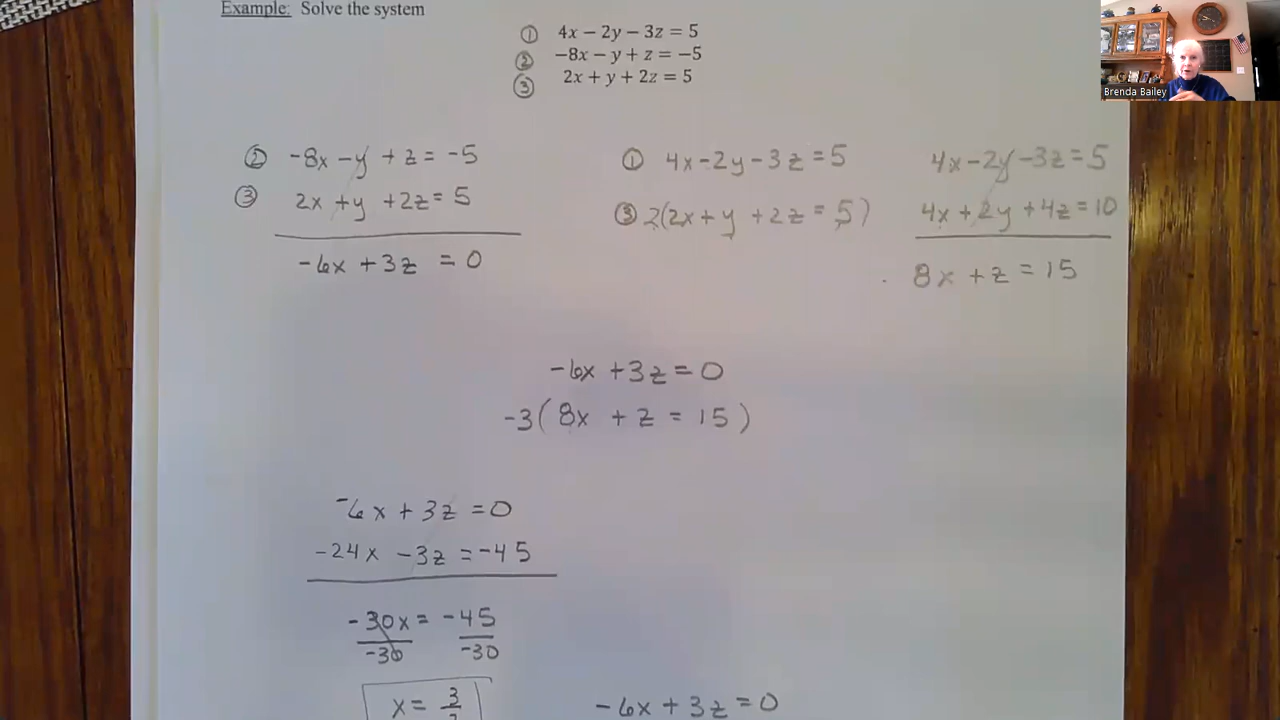 Example: Solve the system
① 4x − 2y − 3z = 5
② −8x − y + z = −5
③ 2x + y + 2z = 5
Brenda Bailey
② -8x - y + z = -5
③ 2x + y + 2z = 5
-6x + 3z = 0
① 4x - 2y - 3z = 5
③ 2(2x + y + 2z = 5)
4x - 2y - 3z = 5
4x + 2y + 4z = 10
8x + z = 15
-6x + 3z = 0
-3(8x + z = 15)
-6x + 3z = 0
-24x - 3z = -45
-30x = -45
-30 -30
x = 3
-6x + 3z = 0